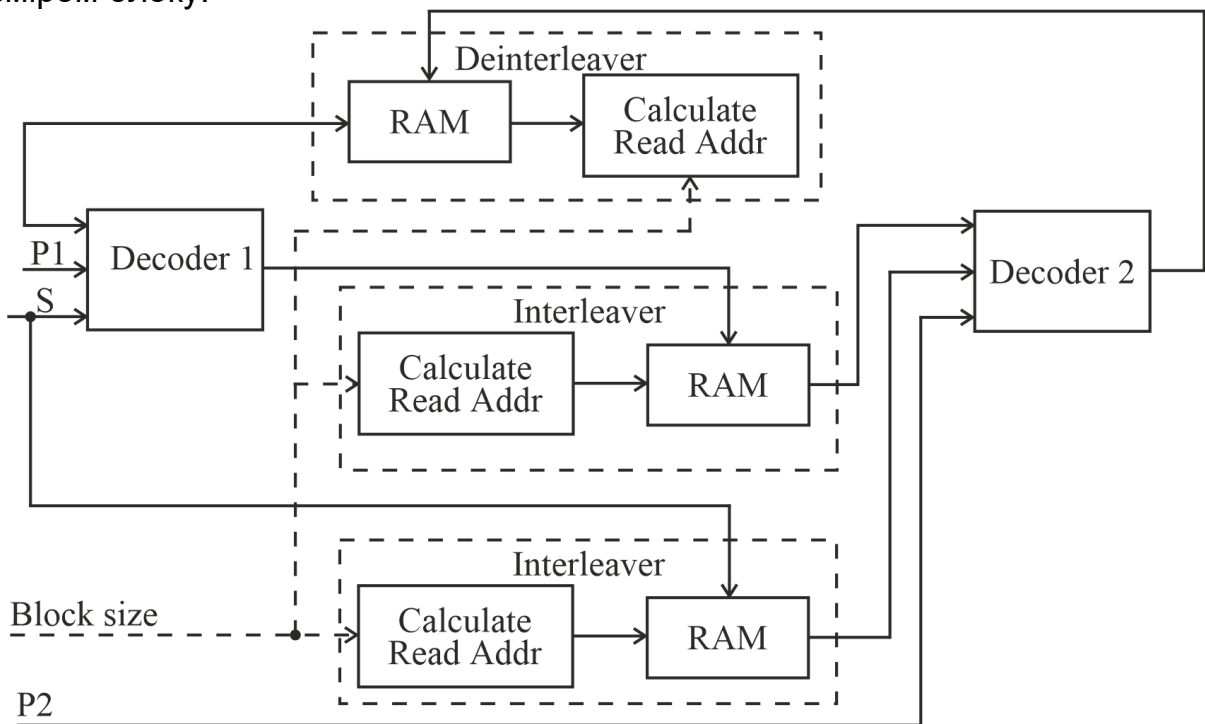 Deinterleaver
RAM
Calculate
Read Addr
P1
Decoder 1
S
Decoder 2
Interleaver
Calculate
Read Addr
RAM
Interleaver
Block size
Calculate
Read Addr
RAM
P2